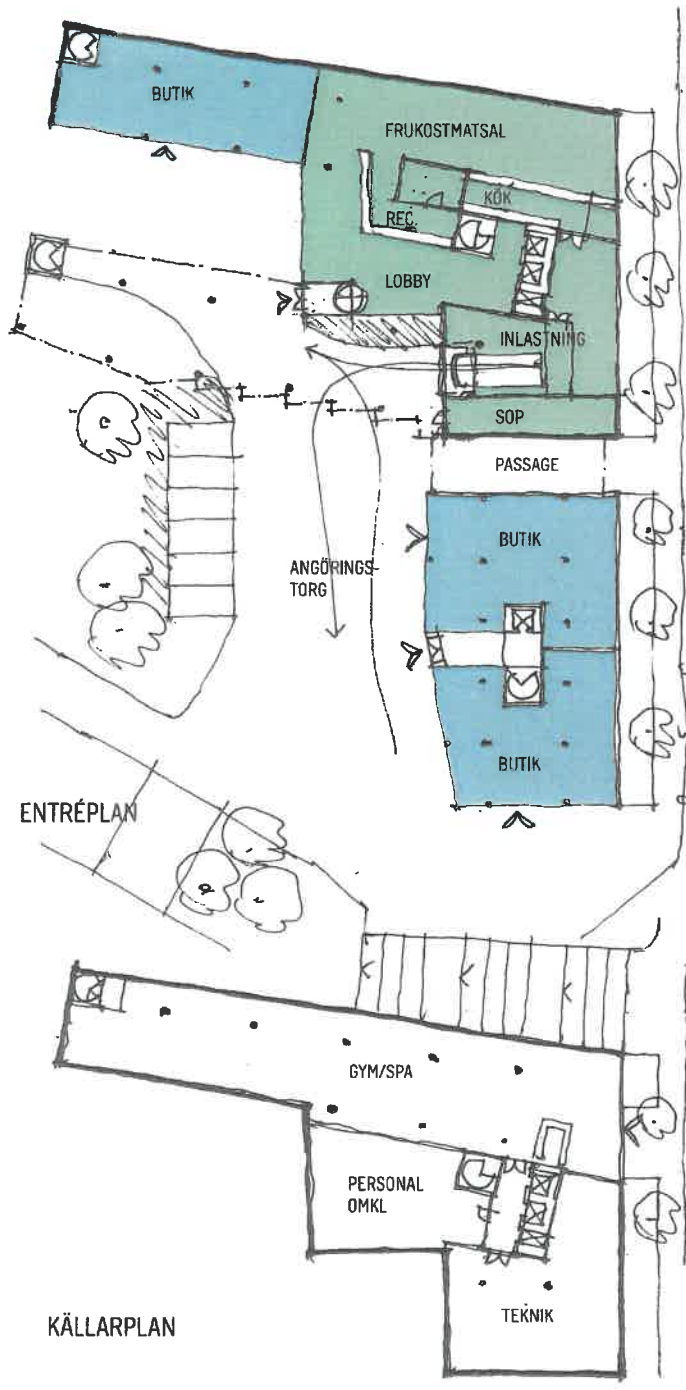 BUTIK
FRUKOSTMATSAL
KÖK
REC.
LOBBY
INLASTNING
SOP
PASSAGE
BUTIK
ANGÖRINGS-
TORG
BUTIK
ENTRÉPLAN
GYM/SPA
PERSONAL
OMKL
TEKNIK
KÄLLARPLAN